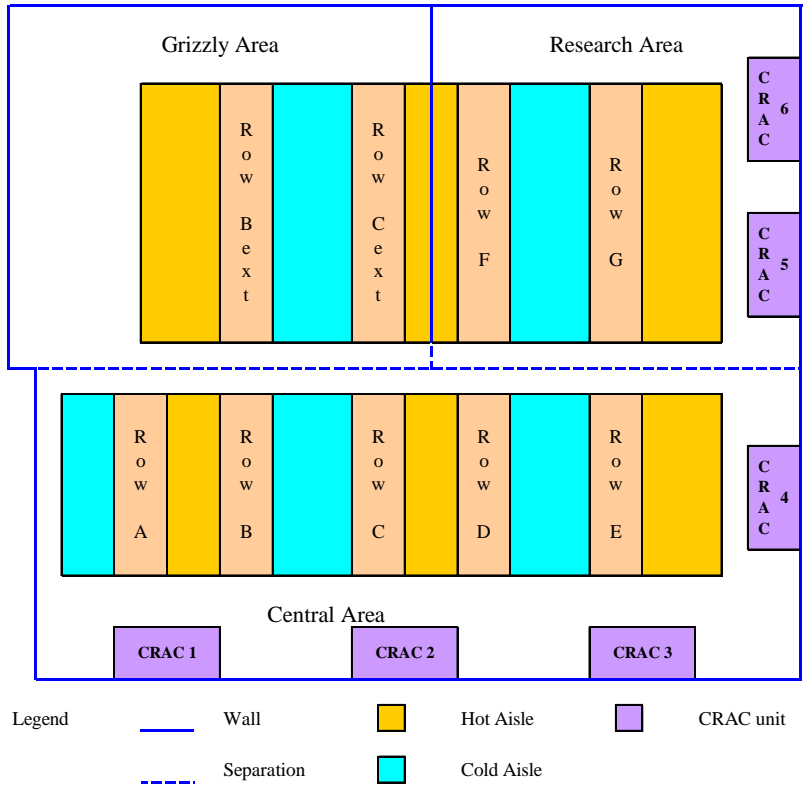 Grizzly Area
Research Area
CRAC 6
Row Bext
Row Cext
Row F
Row G
CRAC 5
Row A
Row B
Row C
Row D
Row E
CRAC 4
Central Area
CRAC 1
CRAC 2
CRAC 3
Legend
Wall
Hot Aisle
CRAC unit
Separation
Cold Aisle